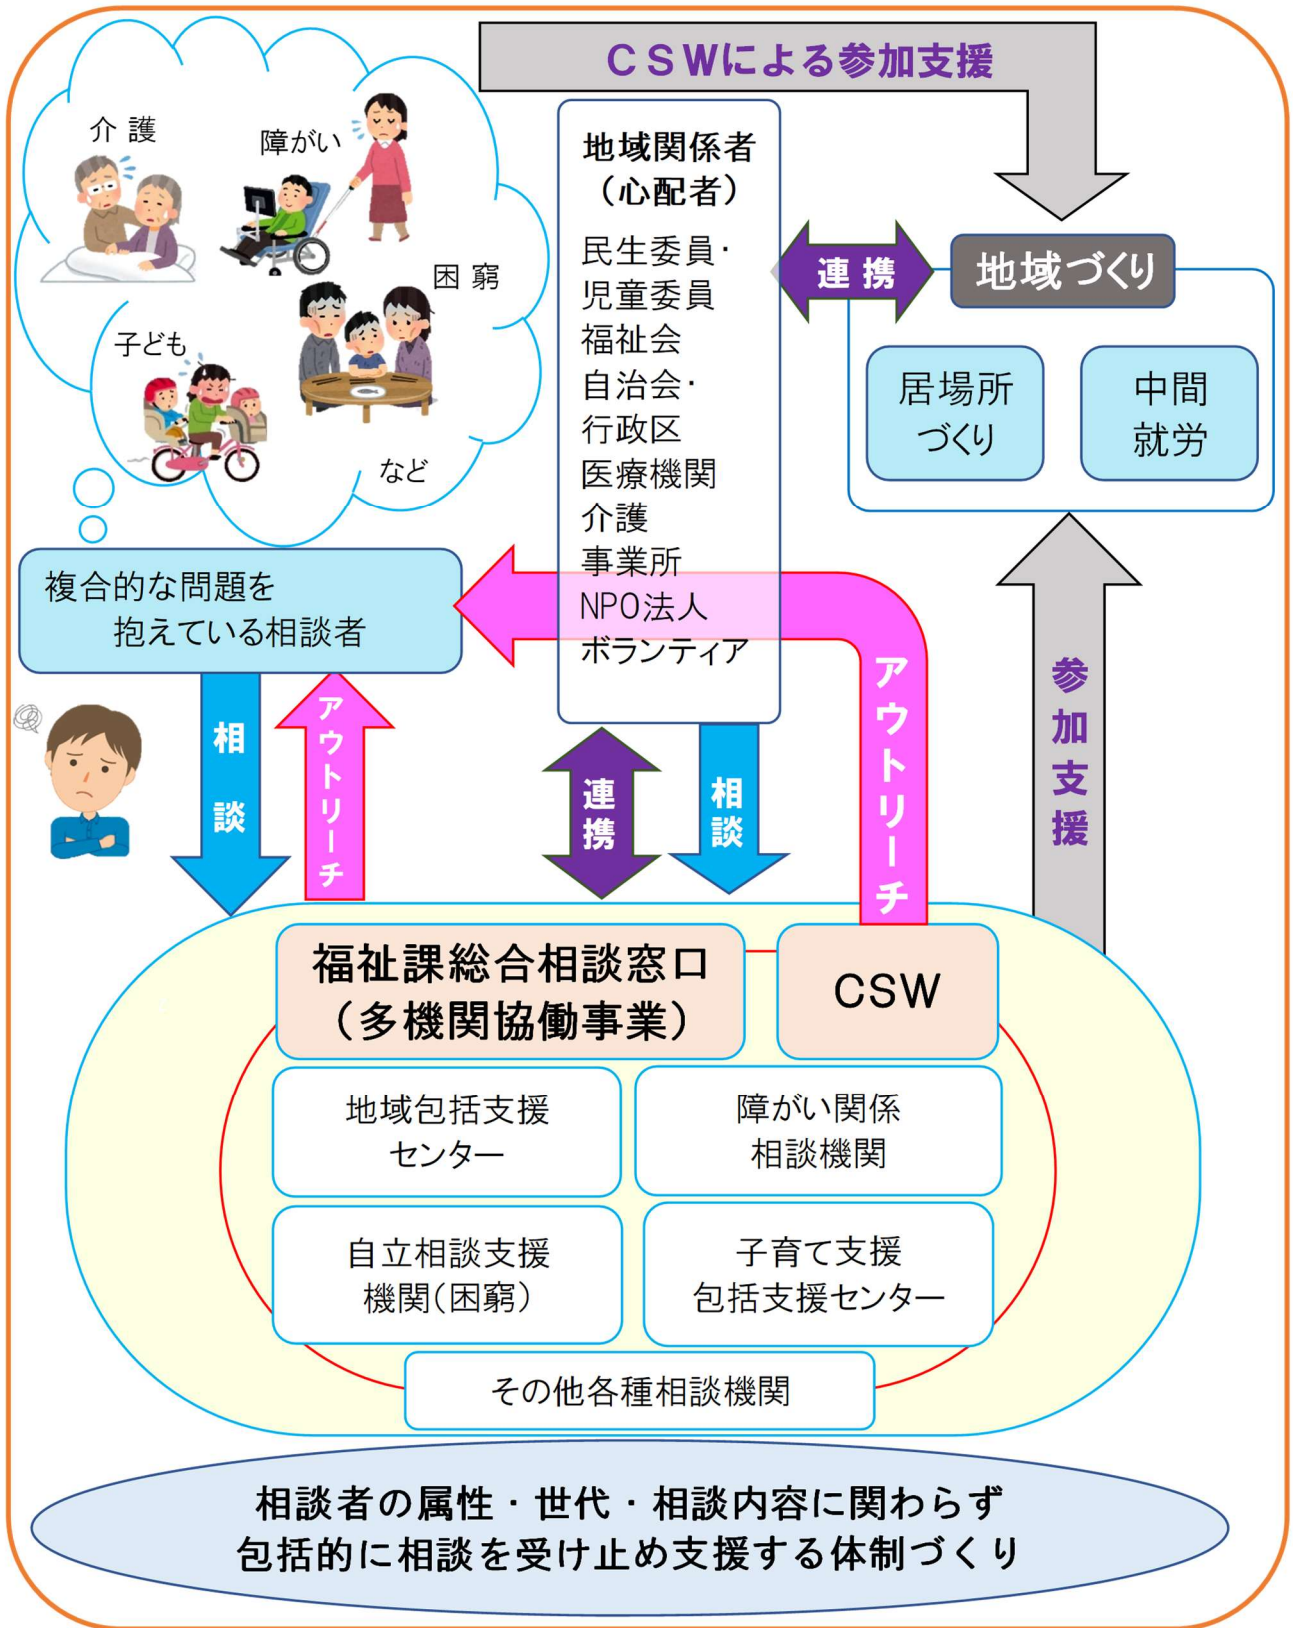 CSWによる参加支援
介護
障がい
困窮
子ども
など
地域関係者
(心配者)
民生委員・
児童委員
福祉会
自治会・
行政区
医療機関
介護
事業所
NPO法人
ボランティア
連携
地域づくり
居場所
づくり
中間
就労
複合的な問題を
抱えている相談者
相談
アウトリーチ
連携
相談
アウトリーチ
参加支援
福祉課総合相談窓口
(多機関協働事業)
CSW
地域包括支援
センター
障がい関係
相談機関
自立相談支援
機関(困窮)
子育て支援
包括支援センター
その他各種相談機関
相談者の属性・世代・相談内容に関わらず
包括的に相談を受け止め支援する体制づくり